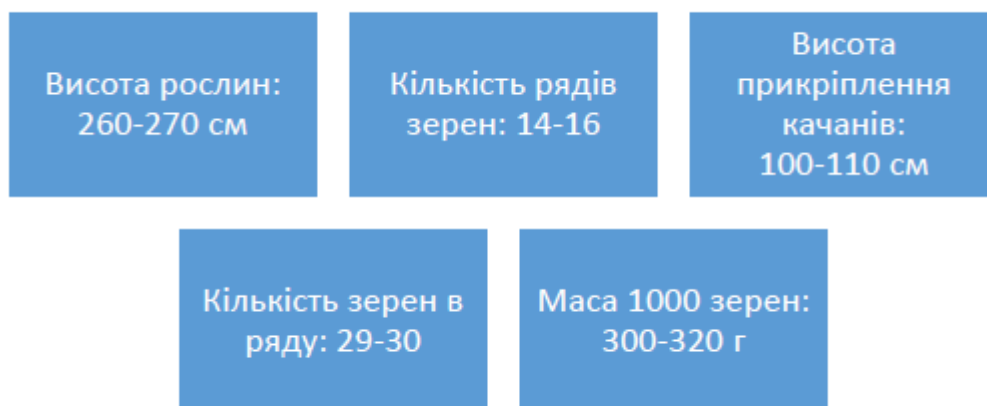 Висота рослин:
260-270 см
Кількість рядів
зерен: 14-16
Висота
прикріплення
качанів:
100-110 см
Кількість зерен в
ряду: 29-30
Маса 1000 зерен:
300-320 г